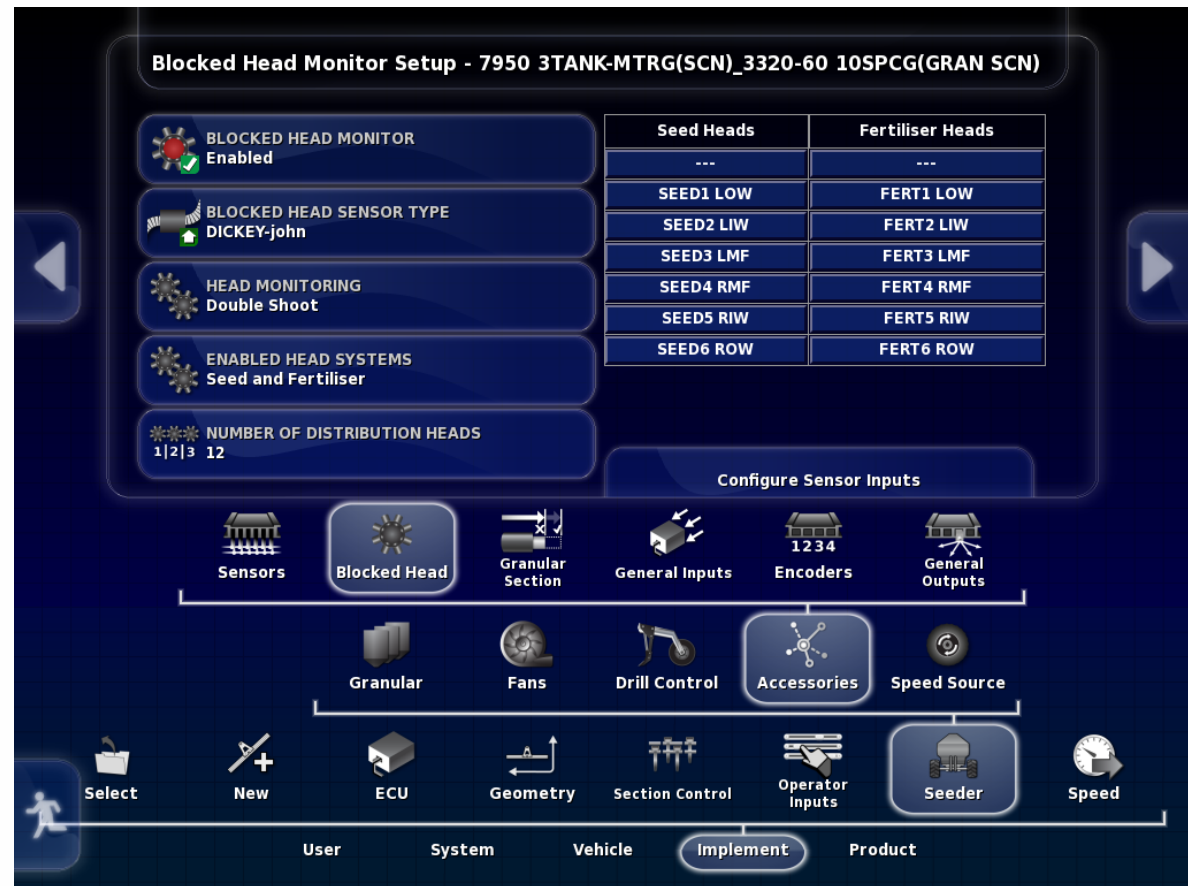 Blocked Head Monitor Setup - 7950 3TANK-MTRG(SCN)_3320-60 10SPCG(GRAN SCN)
BLOCKED HEAD MONITOR
Enabled
BLOCKED HEAD SENSOR TYPE
DICKEY-john
HEAD MONITORING
Double Shoot
ENABLED HEAD SYSTEMS
Seed and Fertiliser
NUMBER OF DISTRIBUTION HEADS
1|2|3 12
Seed Heads Fertiliser Heads
--- ---
SEED1 LOW FERT1 LOW
SEED2 LIW FERT2 LIW
SEED3 LMF FERT3 LMF
SEED4 RMF FERT4 RMF
SEED5 RIW FERT5 RIW
SEED6 ROW FERT6 ROW
Configure Sensor Inputs
1234
Sensors Blocked Head Granular Section General Inputs Encoders General Outputs
Granular Fans Drill Control Accessories Speed Source
Select New ECU Geometry Section Control Operator Inputs Seeder Speed
User System Vehicle Implement Product